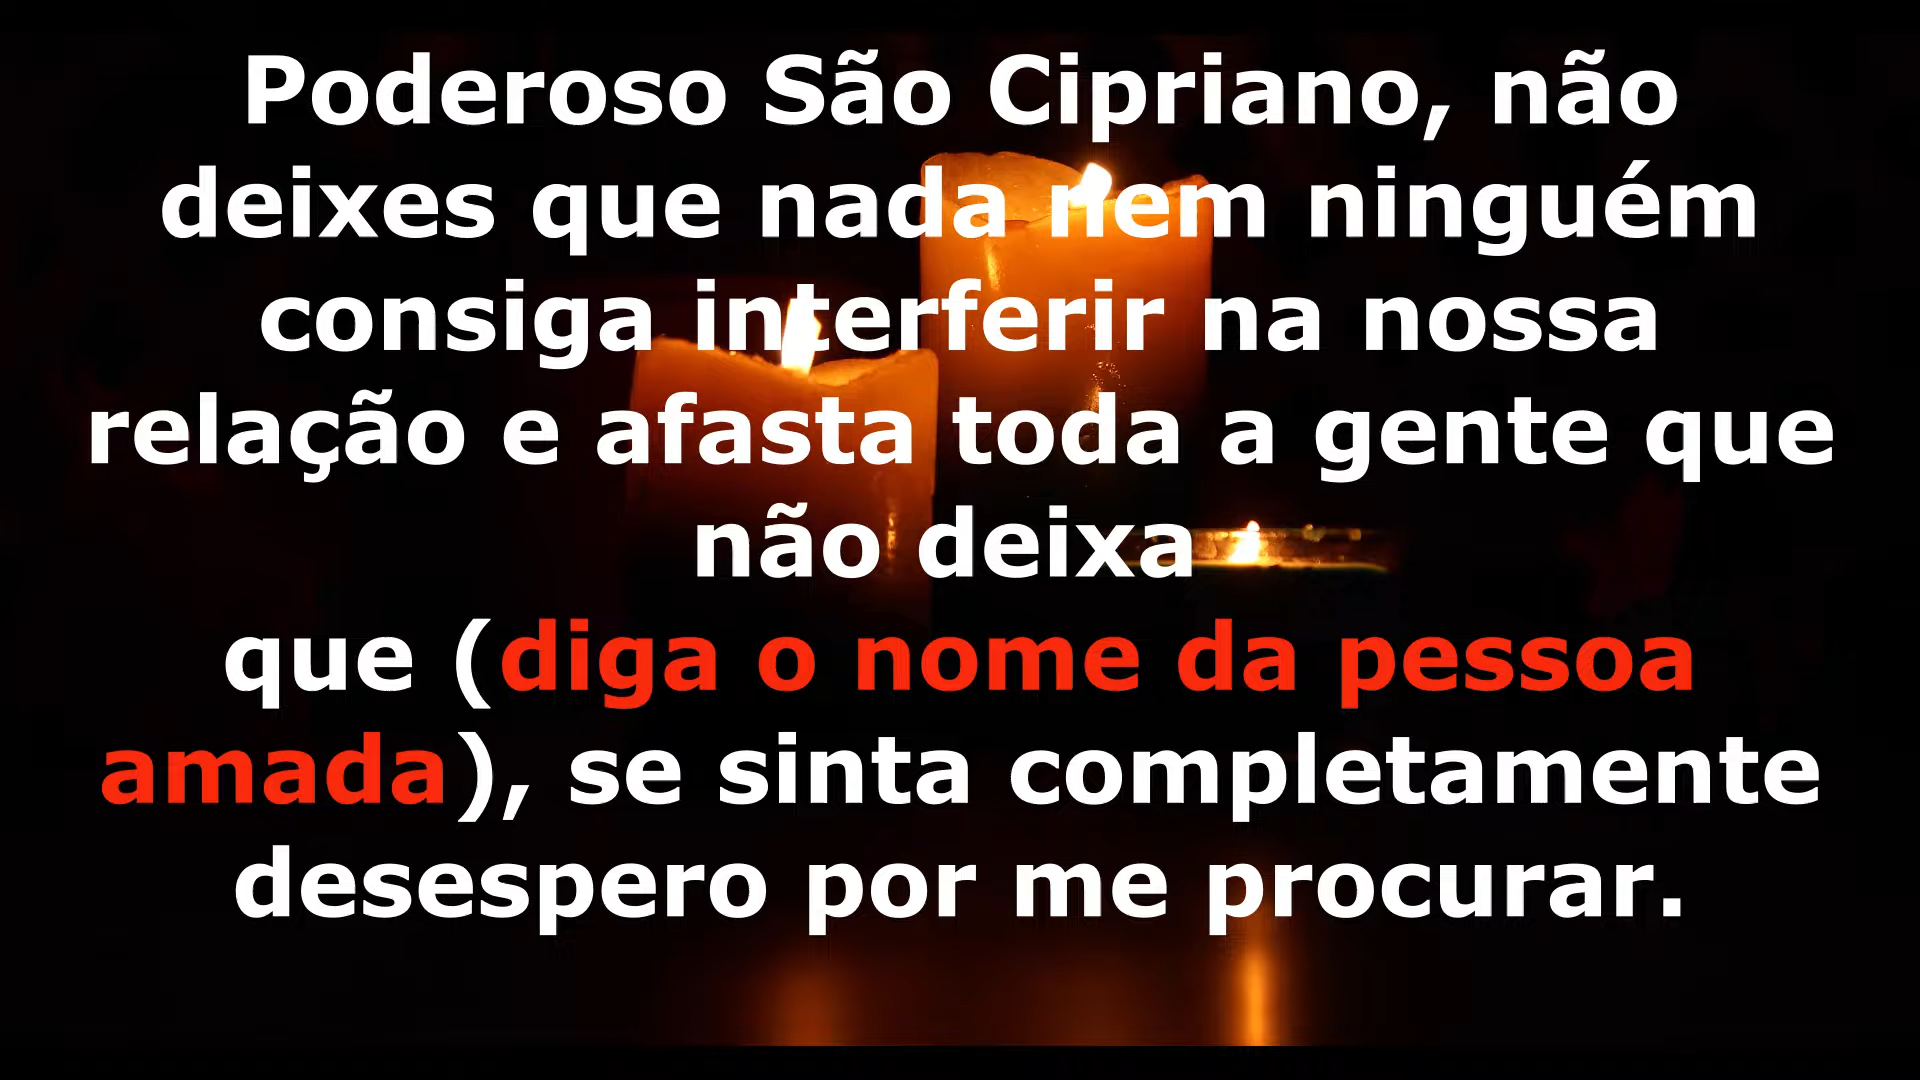 Poderoso São Cipriano, não
deixes que nada nem ninguém
consiga interferir na nossa
relação e afasta toda a gente que
não deixa
que (diga o nome da pessoa
amada), se sinta completamente
desespero por me procurar.